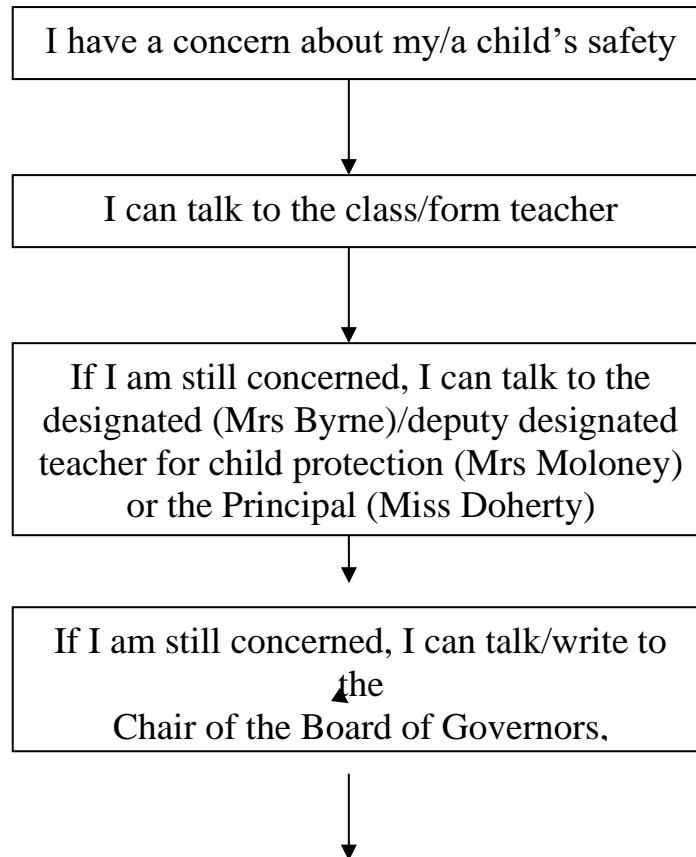 I have a concern about my/a child’s safety
I can talk to the class/form teacher
If I am still concerned, I can talk to the
designated (Mrs Byrne)/deputy designated
teacher for child protection (Mrs Moloney)
or the Principal (Miss Doherty)
If I am still concerned, I can talk/write to
the
Chair of the Board of Governors,